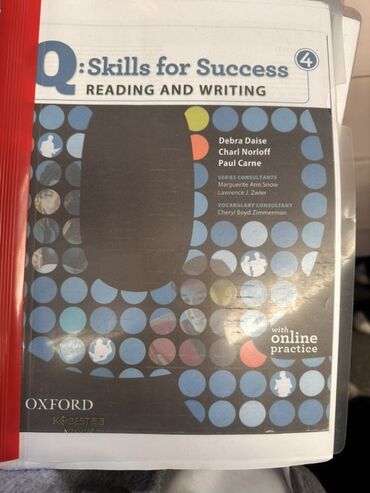 Q: Skills for Success 4
READING AND WRITING
Debra Daise
Charl Norloff
Paul Carne
SERIES CONSULTANTS
Marguerite Ann Snow
Lawrence J. Zwier
VOCABULARY CONSULTANT
Cheryl Boyd Zimmerman
with
online
practice
OXFORD